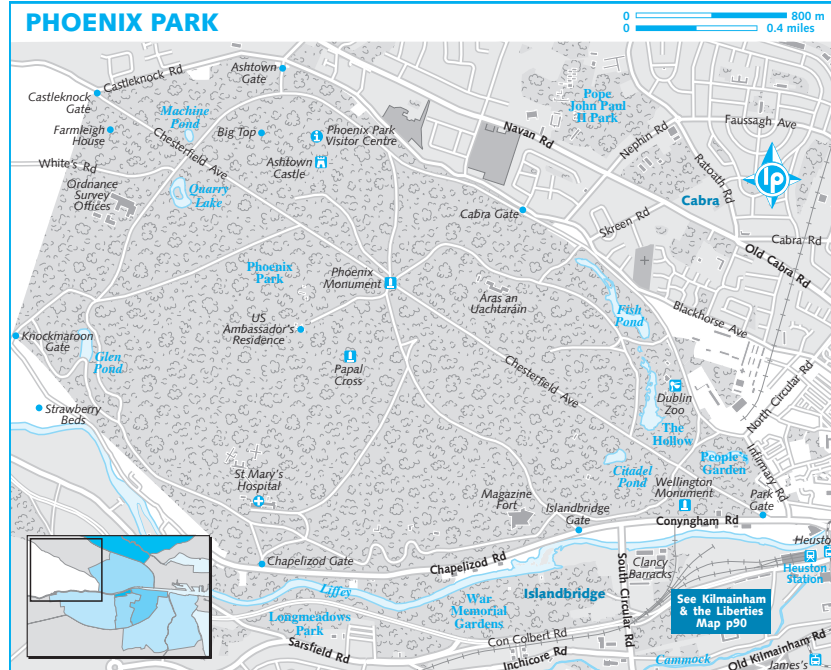 PHOENIX PARK
0 800 m
0 0.4 miles
Castleknock Rd
Ashtown
Gate
Castleknock
Gate
Machine
Pond
Pope
John Paul
II Park
Farmleigh
House
Big Top
Phoenix Park
Visitor Centre
Navan Rd
Nephin Rd
Faussagh Ave
Chesterfield Ave
White's Rd
Ashtown
Castle
Ratoath Rd
lp
Ordnance
Survey
Offices
Quarry
Lake
Cabra Gate
Skreen Rd
Cabra
Cabra Rd
Old Cabra Rd
Phoenix
Park
Phoenix
Monument
Áras an
Uachtaráin
Fish
Pond
Blackhorse Ave
US
Ambassador's
Residence
Knockmaroon
Gate
Glen
Pond
Papal
Cross
Chesterfield Ave
North Circular Rd
Dublin
Zoo
Strawberry
Beds
The
Hollow
People's
Garden
Infirmary Rd
St Mary's
Hospital
Citadel
Pond
Wellington
Monument
Park
Gate
Magazine
Fort
Islandbridge
Gate
Conyngham Rd
Heuston
Heuston
Station
Chapelizod Gate
Chapelizod Rd
Clancy
Barracks
South Circular Rd
Liffey
War
Memorial
Gardens
Islandbridge
See Kilmainham
& the Liberties
Map p90
Longmeadows
Park
Sarsfield Rd
Con Colbert Rd
Inchicore Rd
Old Kilmainham Rd
Cammock
James's